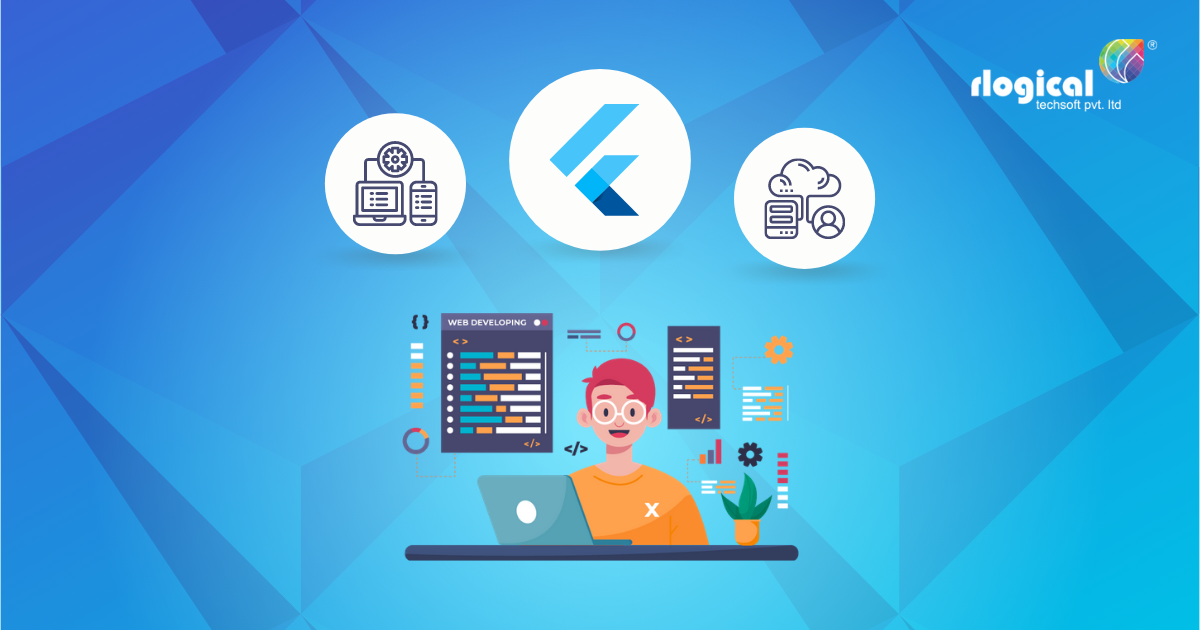 rlogical ®
techsoft pvt. ltd
{ }
WEB DEVELOPING
< >
< >
</>
</>
</>
X